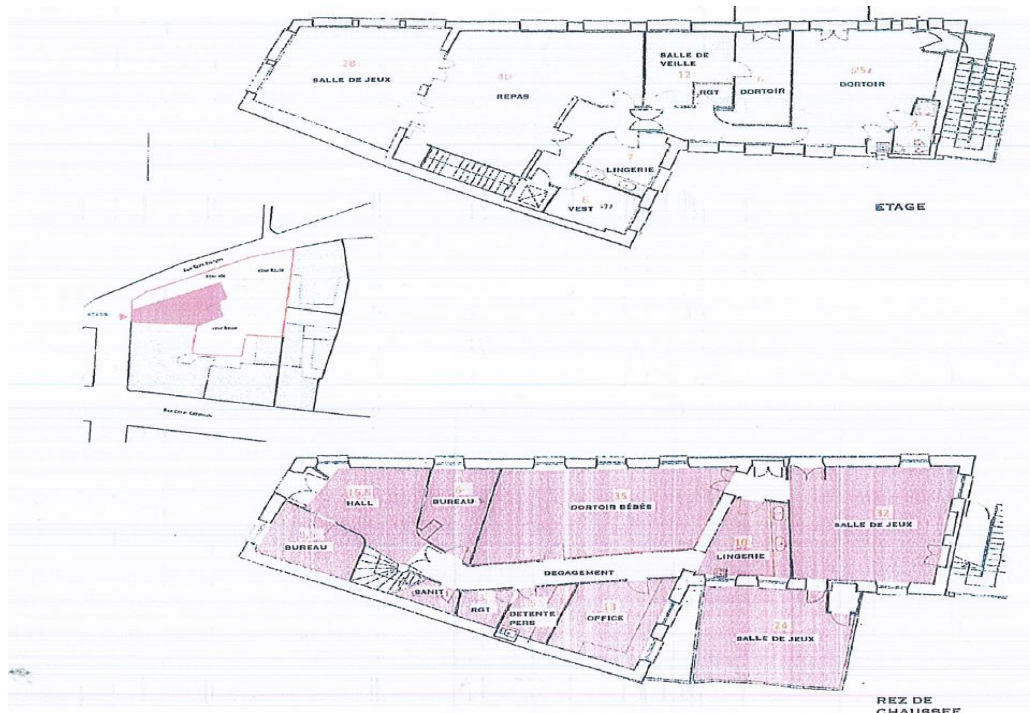 28
SALLE DE JEUX
40
REPAS
SALLE DE
VEILLE
12
RGT
6
DORTOIR
DORTOIR
7
LINGERIE
VEST
ETAGE
HALL
BUREAU
BUREAU
35
DORTOIR BÉBÉS
10
LINGERIE
32
SALLE DE JEUX
DEGAGEMENT
SANIT
RGT
DETENTE
PERS
13
OFFICE
24
SALLE DE JEUX
REZ DE
CHAUSSEE